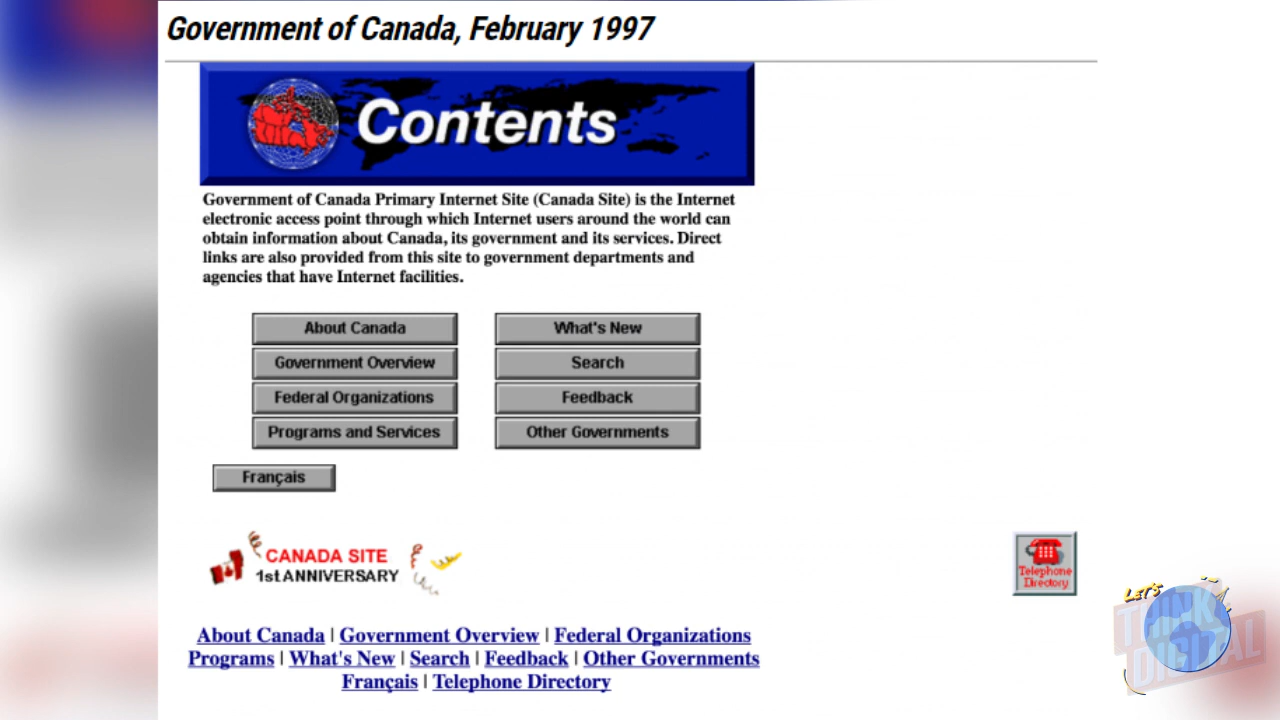 Government of Canada, February 1997
Contents
Government of Canada Primary Internet Site (Canada Site) is the Internet
electronic access point through which Internet users around the world can
obtain information about Canada, its government and its services. Direct
links are also provided from this site to government departments and
agencies that have Internet facilities.
About Canada
What's New
Government Overview
Search
Federal Organizations
Feedback
Programs and Services
Other Governments
Français
CANADA SITE
1st ANNIVERSARY
Telephone
Directory
About Canada | Government Overview | Federal Organizations
Programs | What's New | Search | Feedback | Other Governments
Français | Telephone Directory
LET'S
THINK
DIGITAL